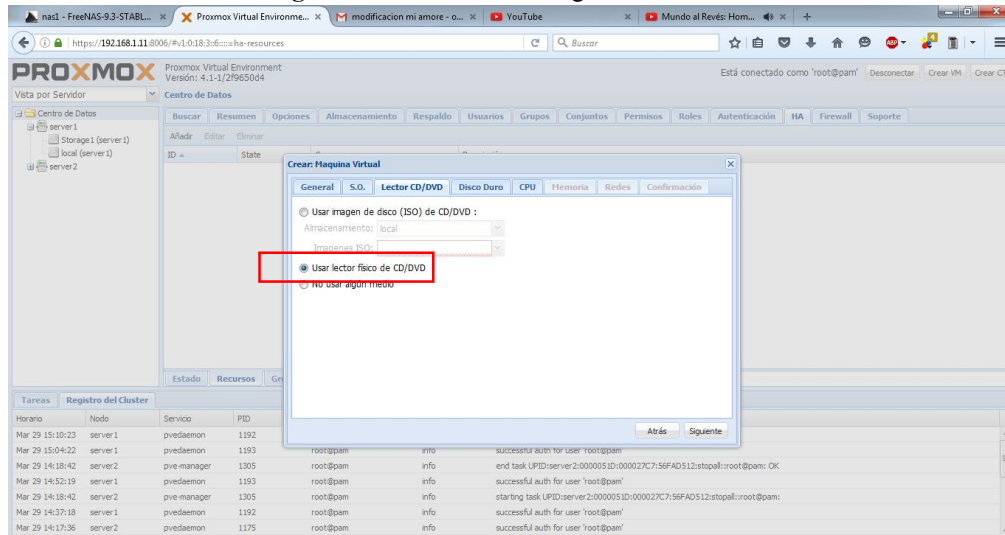 nas1 - FreeNAS-9.3-STABL... Proxmox Virtual Environme... modificacion mi amore - o... YouTube Mundo al Revés: Hom...
https://192.168.1.11:8006/#v1:0:18:3::6:::::ha-resources Buscar ABP 4
PROXMOX Proxmox Virtual Environment Está conectado como 'root@pam' Desconectar Crear VM Crear CT
Versión: 4.1-1/2f9650d4
Vista por Servidor Centro de Datos
Centro de Datos Buscar Resumen Opciones Almacenamiento Respaldo Usuarios Grupos Conjuntos Permisos Roles Autenticación HA Firewall Soporte
server1 Añadir Editar Eliminar
Storage1 (server1)
local (server1) ID State
server2
Crear: Maquina Virtual
General S.O. Lector CD/DVD Disco Duro CPU Memoria Redes Confirmación
Usar imagen de disco (ISO) de CD/DVD :
Almacenamiento: local
Imagenes ISO:
Usar lector físico de CD/DVD
No usar algún medio
Atrás Siguiente
Estado Recursos
Tareas Registro del Cluster
Horario Nodo Servicio PID
Mar 29 15:10:23 server1 pvedaemon 1192
Mar 29 15:04:22 server1 pvedaemon 1193 root@pam info successful auth for user 'root@pam'
Mar 29 14:18:42 server2 pve-manager 1305 root@pam info end task UPID:server2:0000051D:000027C7:56FAD512:stopall::root@pam: OK
Mar 29 14:52:19 server1 pvedaemon 1193 root@pam info successful auth for user 'root@pam'
Mar 29 14:18:42 server2 pve-manager 1305 root@pam info starting task UPID:server2:0000051D:000027C7:56FAD512:stopall::root@pam:
Mar 29 14:37:18 server1 pvedaemon 1192 root@pam info successful auth for user 'root@pam'
Mar 29 14:17:36 server2 pvedaemon 1175 root@pam info successful auth for user 'root@pam'